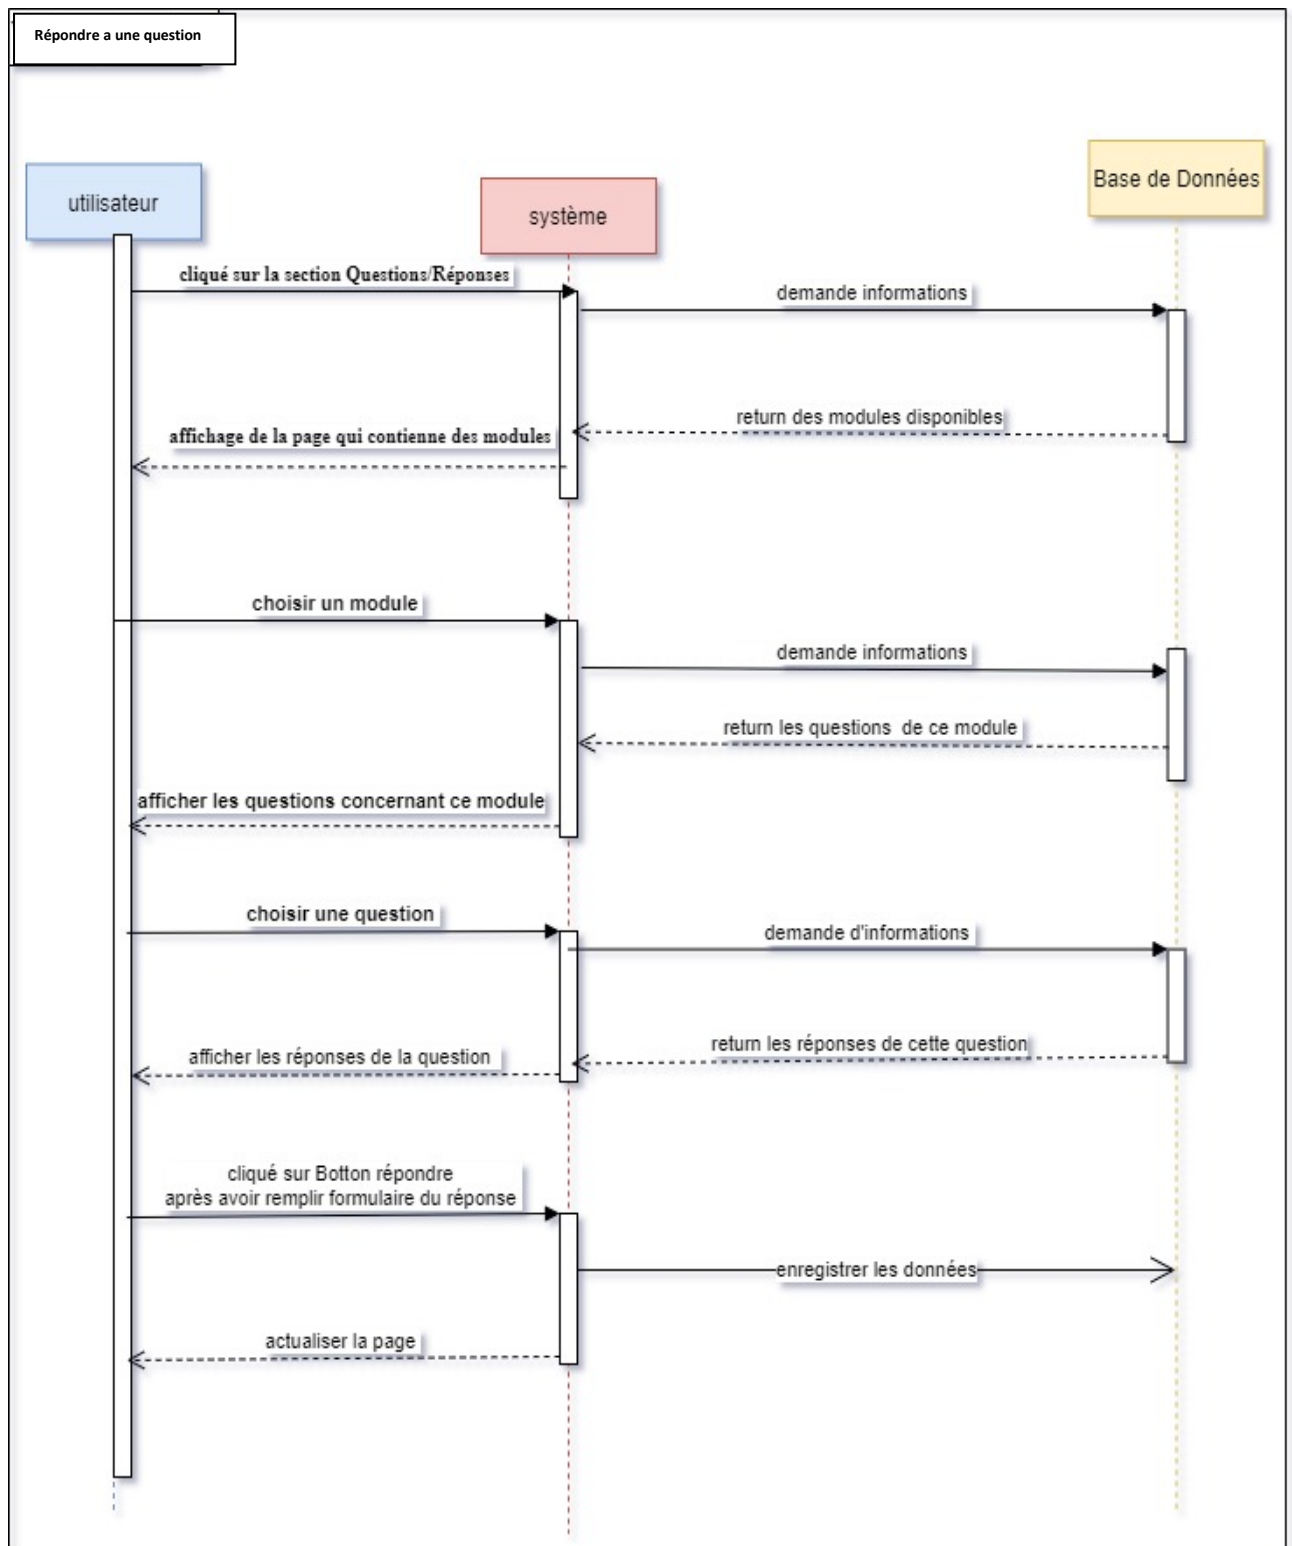 Répondre a une question
utilisateur
système
Base de Données
cliqué sur la section Questions/Réponses
demande informations
return des modules disponibles
affichage de la page qui contienne des modules
choisir un module
demande informations
return les questions de ce module
afficher les questions concernant ce module
choisir une question
demande d'informations
return les réponses de cette question
afficher les réponses de la question
cliqué sur Botton répondre
après avoir remplir formulaire du réponse
enregistrer les données
actualiser la page